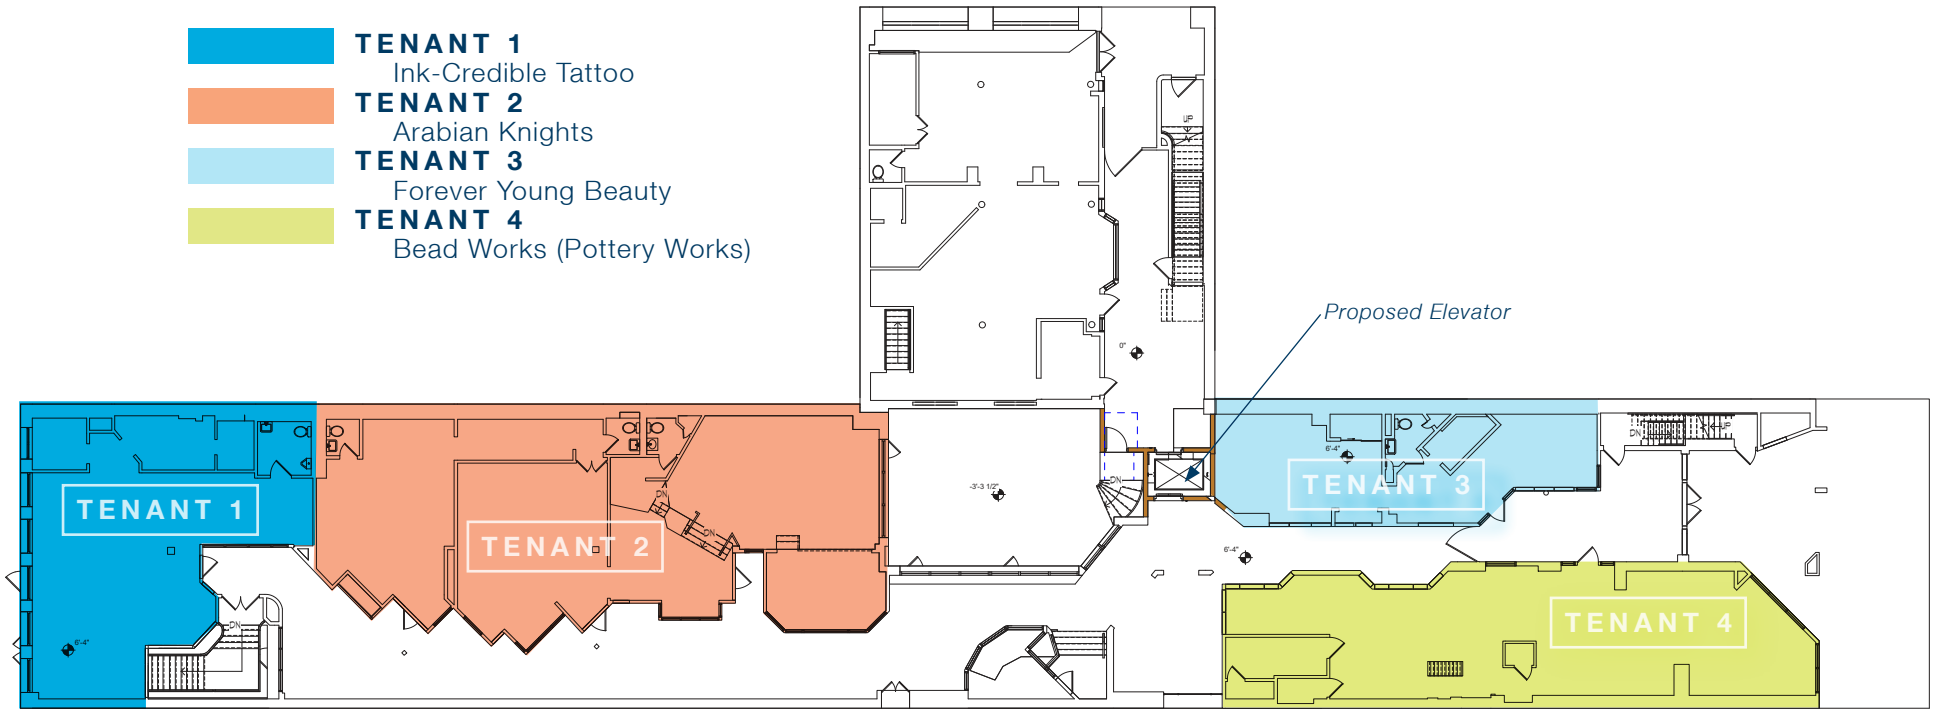 TENANT 1
Ink-Credible Tattoo
TENANT 2
Arabian Knights
TENANT 3
Forever Young Beauty
TENANT 4
Bead Works (Pottery Works)
UP
Proposed Elevator
0"
DN
UP
6'-4"
-3'-3 1/2"
DN
TENANT 3
DN
TENANT 1
TENANT 2
DN
6'-4"
DN
TENANT 4
6'-4"